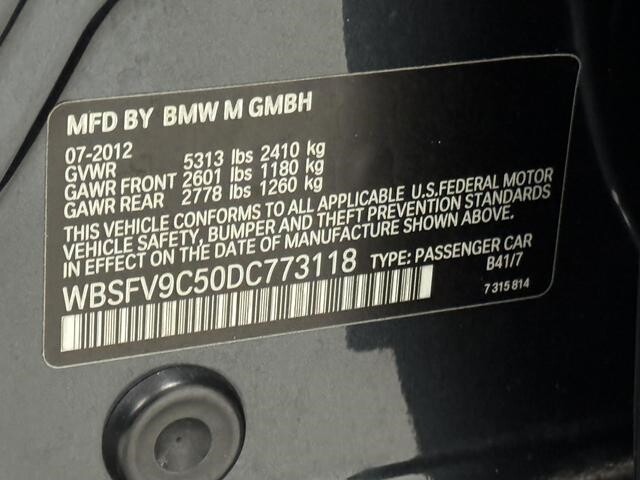 MFD BY BMW M GMBH
07-2012
GVWR 5313 lbs 2410 kg
GAWR FRONT 2601 lbs 1180 kg
GAWR REAR 2778 lbs 1260 kg
THIS VEHICLE CONFORMS TO ALL APPLICABLE U.S.FEDERAL MOTOR
VEHICLE SAFETY, BUMPER AND THEFT PREVENTION STANDARDS
IN EFFECT ON THE DATE OF MANUFACTURE SHOWN ABOVE.
WBSFV9C50DC773118 TYPE: PASSENGER CAR
B41/7
7 315 814